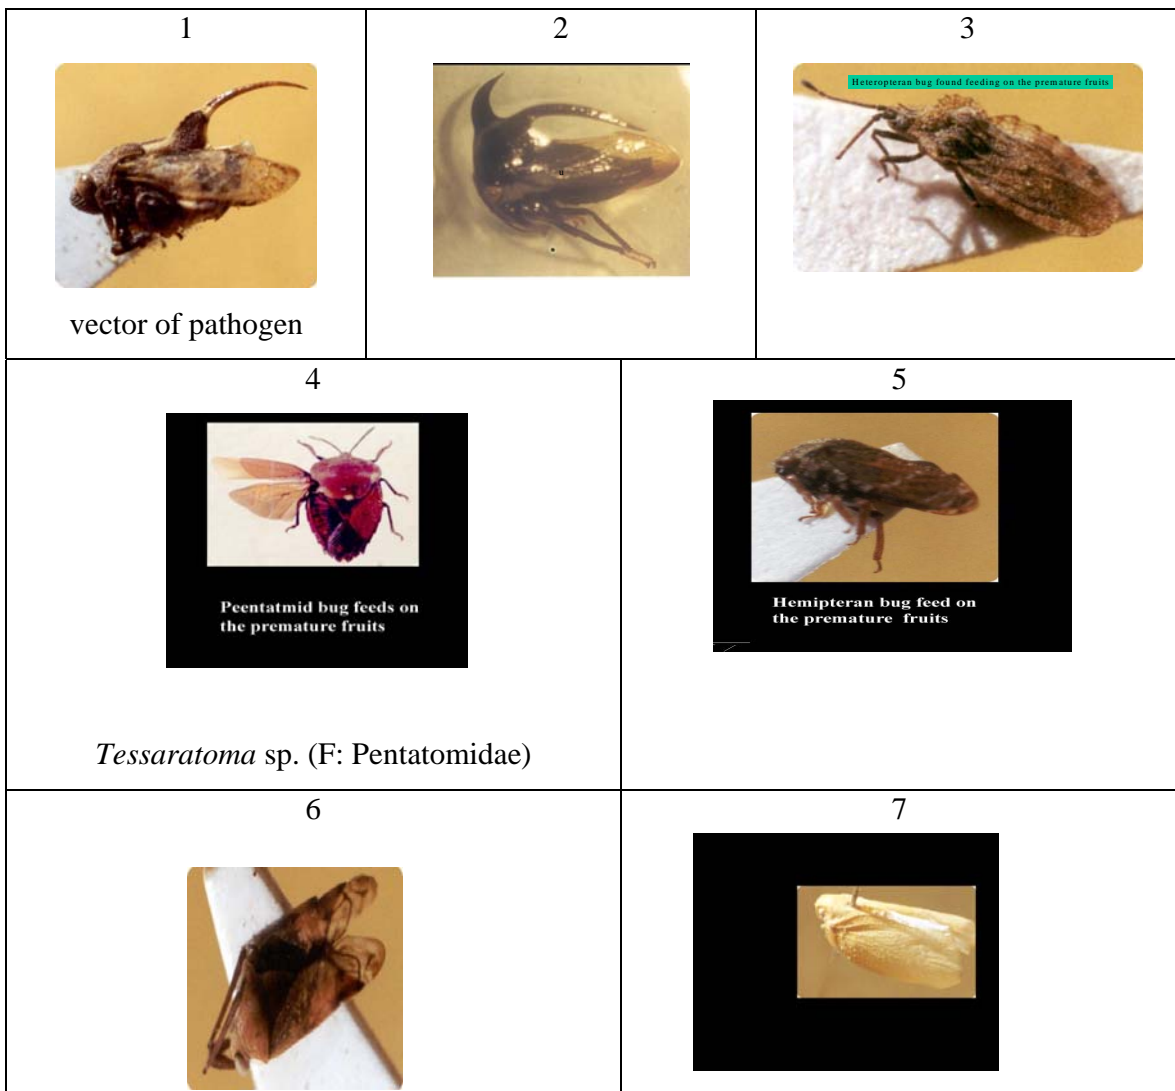 1
2
3
Heteropteran bug found feeding on the premature fruits
vector of pathogen
4
5
Peentatmid bug feeds on
the premature fruits
Hemipteran bug feed on
the premature fruits
Tessaratoma sp. (F: Pentatomidae)
6
7